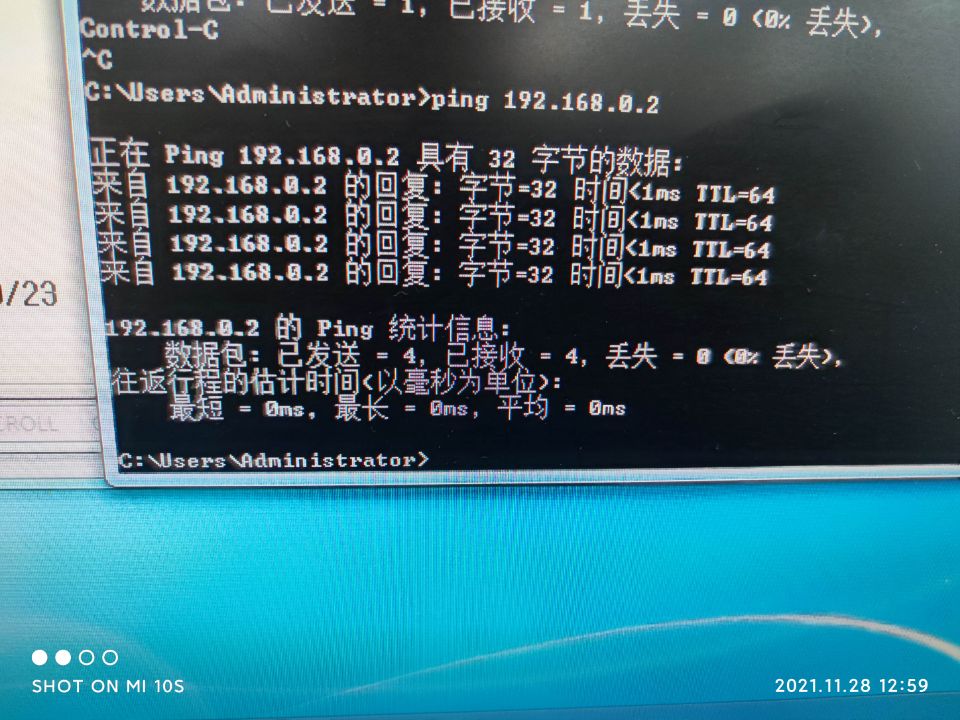 数据包: 已发送 = 1, 已接收 = 1, 丢失 = 0 (0% 丢失),
Control-C
^C
C:\Users\Administrator>ping 192.168.0.2
正在 Ping 192.168.0.2 具有 32 字节的数据:
来自 192.168.0.2 的回复: 字节=32 时间<1ms TTL=64
来自 192.168.0.2 的回复: 字节=32 时间<1ms TTL=64
来自 192.168.0.2 的回复: 字节=32 时间<1ms TTL=64
来自 192.168.0.2 的回复: 字节=32 时间<1ms TTL=64
/23
192.168.0.2 的 Ping 统计信息:
数据包: 已发送 = 4, 已接收 = 4, 丢失 = 0 (0% 丢失),
往返行程的估计时间(以毫秒为单位):
最短 = 0ms, 最长 = 0ms, 平均 = 0ms
C:\Users\Administrator>
SHOT ON MI 10S
2021.11.28 12:59